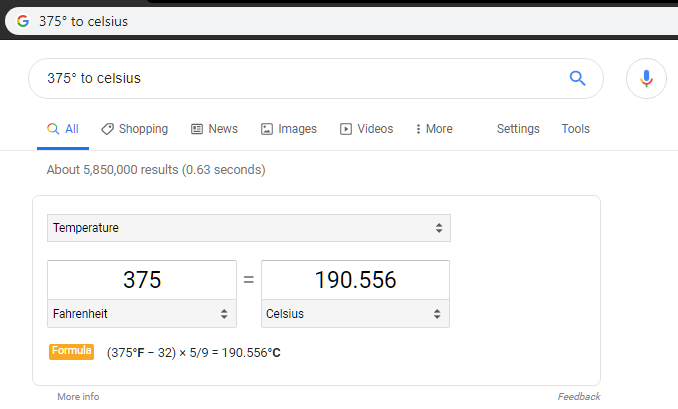 375° to celsius
375° to celsius
All Shopping News Images Videos More Settings Tools
About 5,850,000 results (0.63 seconds)
Temperature
375 = 190.556
Fahrenheit Celsius
Formula (375°F − 32) × 5/9 = 190.556°C
More info Feedback